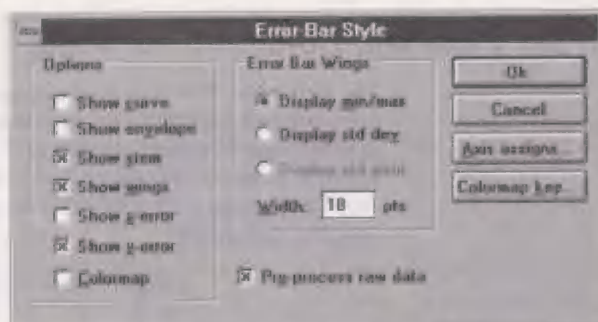 Error Bar Style
Options
Show curve
Show envelope
Show stem
Show wings
Show x-error
Show y-error
Colormap
Error Bar Wings
Display min/max
Display std dev
Display std
Width: 18 pts
Pre-process raw data
Ok
Cancel
Axis assigns...
Colormap key...